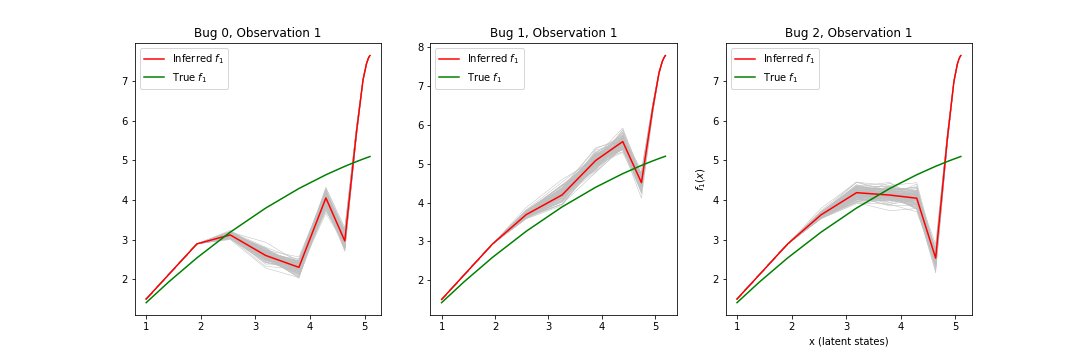 Bug 0, Observation 1
Inferred f₁
True f₁
7
6
5
4
3
2
1 2 3 4 5
Bug 1, Observation 1
Inferred f₁
True f₁
8
7
6
5
4
3
2
1 2 3 4 5
Bug 2, Observation 1
Inferred f₁
True f₁
f₁(x)
7
6
5
4
3
2
1 2 3 4 5
x (latent states)